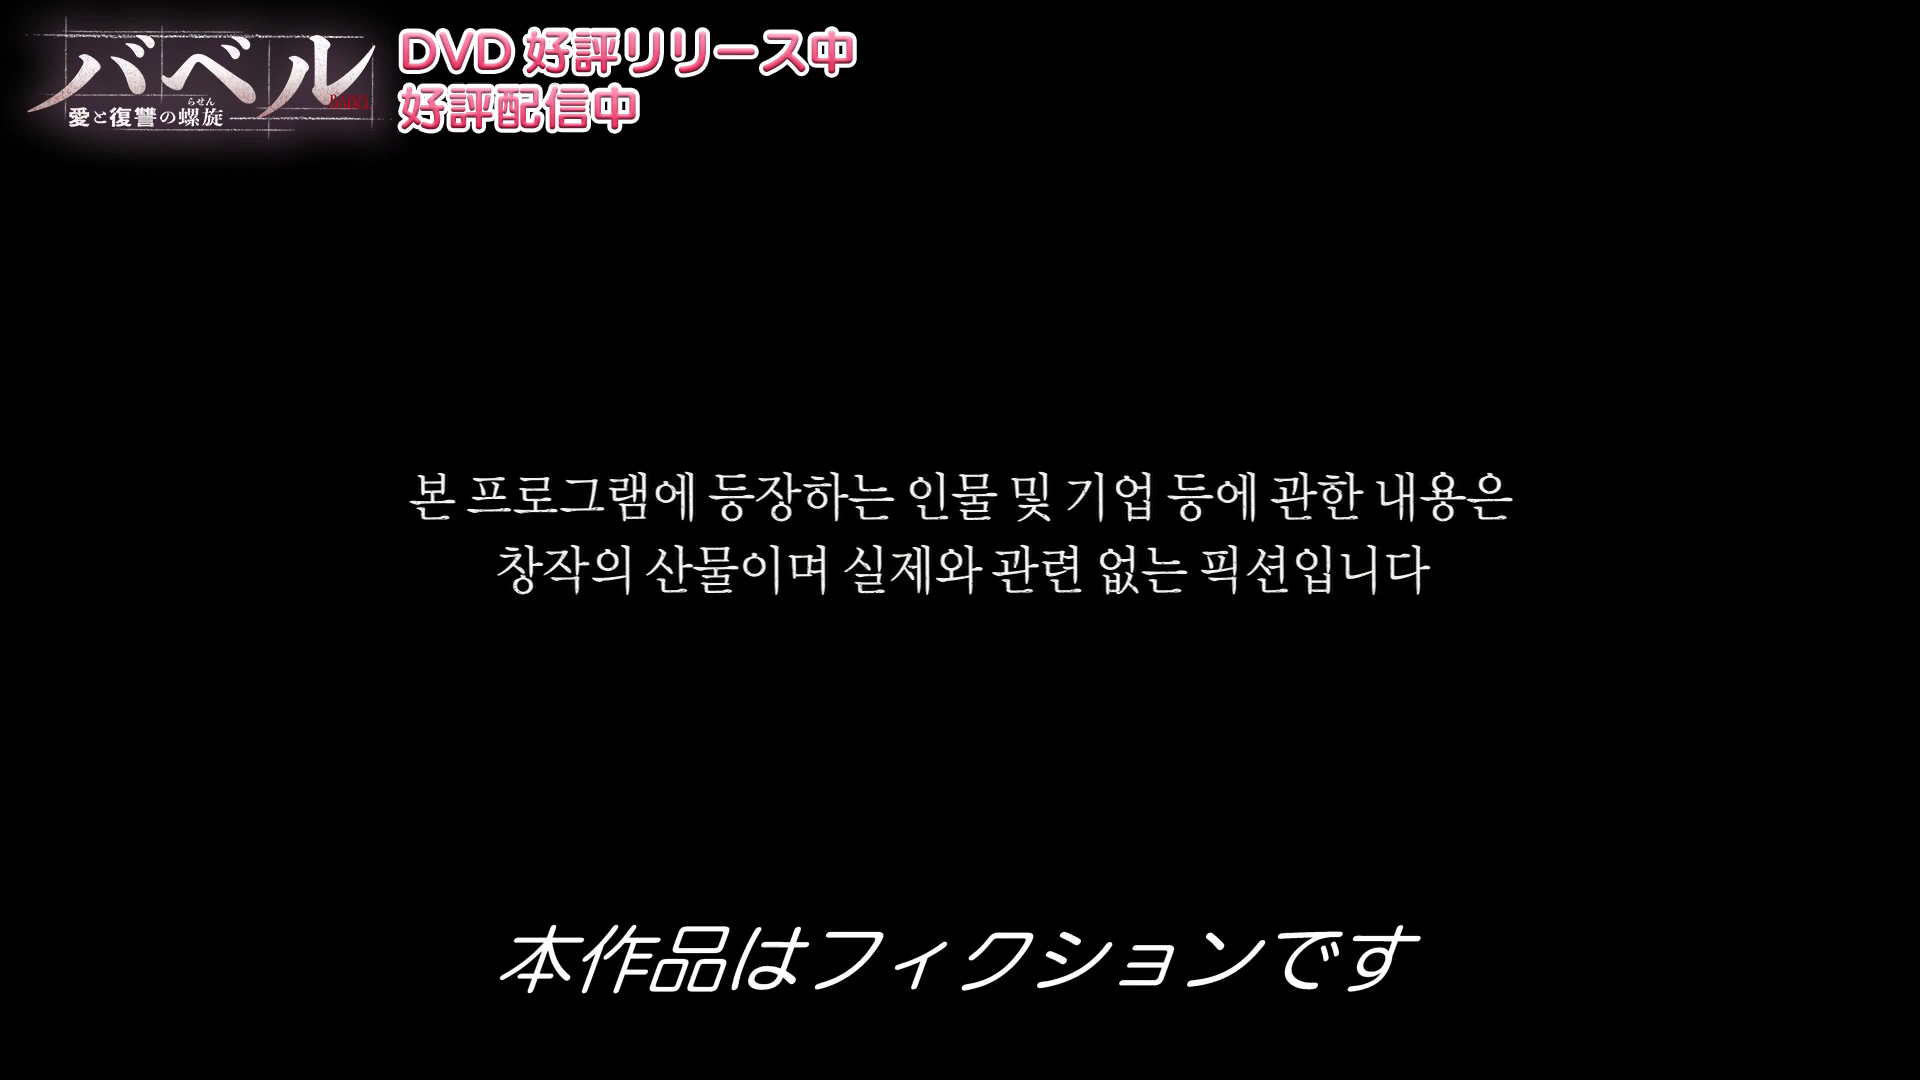 バベル
BABEL
らせん
愛と復讐の螺旋
DVD 好評リリース中
好評配信中
본 프로그램에 등장하는 인물 및 기업 등에 관한 내용은
창작의 산물이며 실제와 관련 없는 픽션입니다
本作品はフィクションです